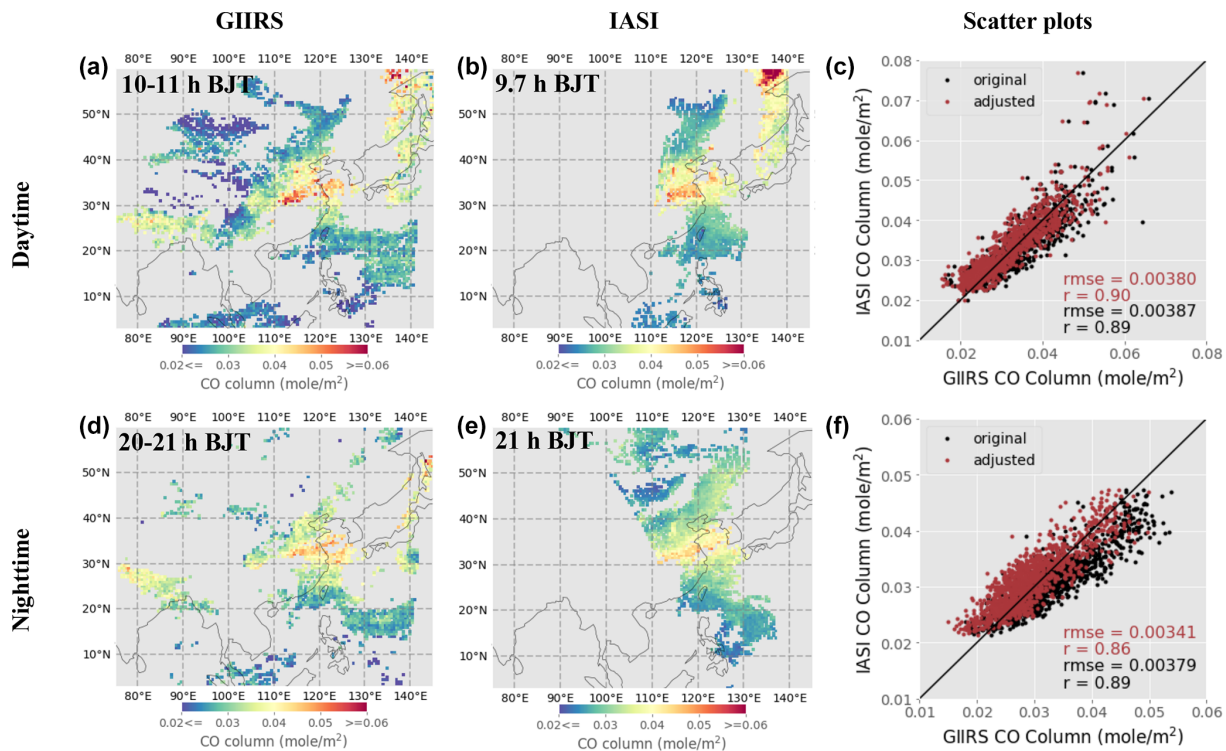 GIIRS
IASI
Scatter plots
Daytime
(a)
80°E 90°E 100°E 110°E 120°E 130°E 140°E
10-11 h BJT
50°N
40°N
30°N
20°N
10°N
80°E 90°E 100°E 110°E 120°E 130°E 140°E
0.02<= 0.03 0.04 0.05 >=0.06
CO column (mole/m²)
(b)
80°E 90°E 100°E 110°E 120°E 130°E 140°E
9.7 h BJT
50°N
40°N
30°N
20°N
10°N
80°E 90°E 100°E 110°E 120°E 130°E 140°E
0.02<= 0.03 0.04 0.05 >=0.06
CO column (mole/m²)
(c)
original
adjusted
IASI CO Column (mole/m²)
0.08
0.07
0.06
0.05
0.04
0.03
0.02
0.01
rmse = 0.00380
r = 0.90
rmse = 0.00387
r = 0.89
0.02 0.04 0.06 0.08
GIIRS CO Column (mole/m²)
Nighttime
(d)
80°E 90°E 100°E 110°E 120°E 130°E 140°E
20-21 h BJT
50°N
40°N
30°N
20°N
10°N
80°E 90°E 100°E 110°E 120°E 130°E 140°E
0.02<= 0.03 0.04 0.05 >=0.06
CO column (mole/m²)
(e)
80°E 90°E 100°E 110°E 120°E 130°E 140°E
21 h BJT
50°N
40°N
30°N
20°N
10°N
80°E 90°E 100°E 110°E 120°E 130°E 140°E
0.02<= 0.03 0.04 0.05 >=0.06
CO column (mole/m²)
(f)
original
adjusted
IASI CO Column (mole/m²)
0.06
0.05
0.04
0.03
0.02
0.01
rmse = 0.00341
r = 0.86
rmse = 0.00379
r = 0.89
0.01 0.02 0.03 0.04 0.05 0.06
GIIRS CO Column (mole/m²)